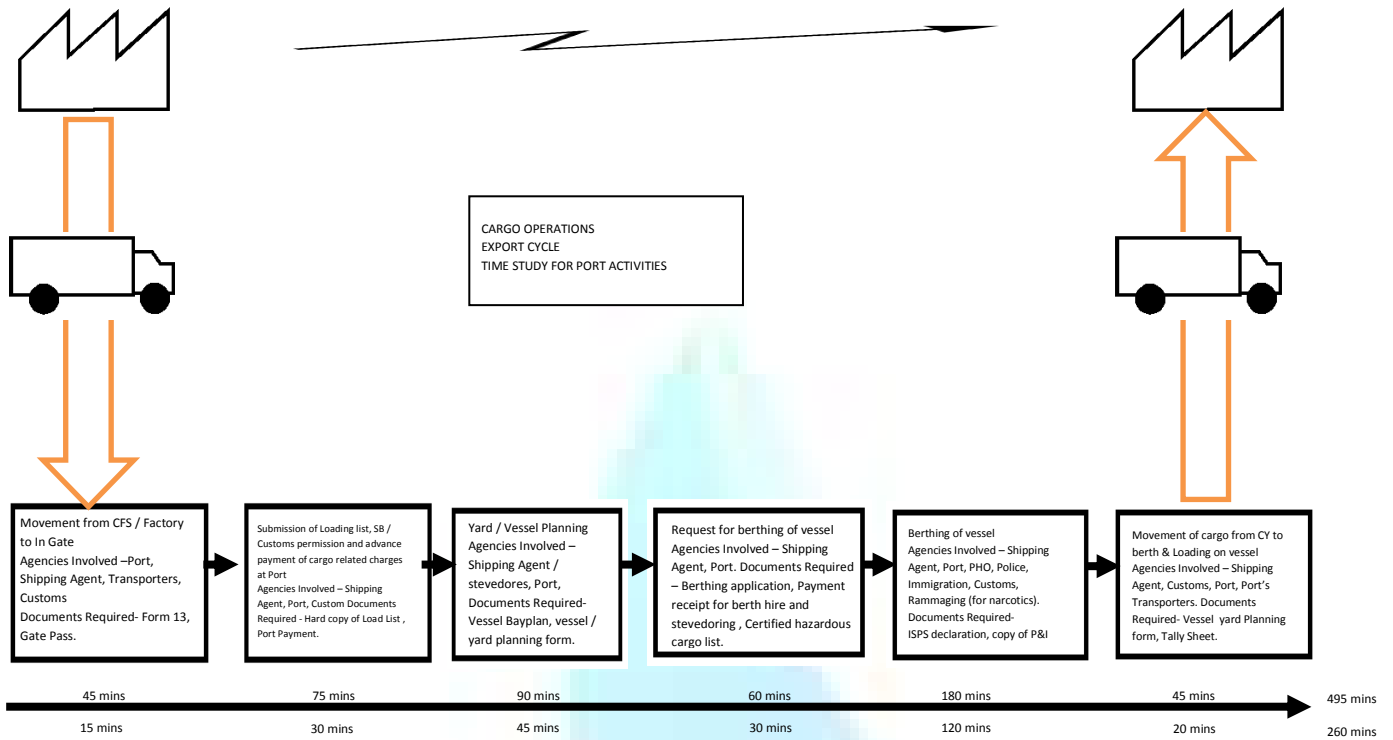 CARGO OPERATIONS
EXPORT CYCLE
TIME STUDY FOR PORT ACTIVITIES
Movement from CFS / Factory
to In Gate
Agencies Involved –Port,
Shipping Agent, Transporters,
Customs
Documents Required- Form 13,
Gate Pass.
Submission of Loading list, SB /
Customs permission and advance
payment of cargo related charges
at Port
Agencies Involved – Shipping
Agent, Port, Custom Documents
Required - Hard copy of Load List ,
Port Payment.
Yard / Vessel Planning
Agencies Involved –
Shipping Agent /
stevedores, Port,
Documents Required-
Vessel Bayplan, vessel /
yard planning form.
Request for berthing of vessel
Agencies Involved – Shipping
Agent, Port. Documents Required
– Berthing application, Payment
receipt for berth hire and
stevedoring , Certified hazardous
cargo list.
Berthing of vessel
Agencies Involved – Shipping
Agent, Port, PHO, Police,
Immigration, Customs,
Rammaging (for narcotics).
Documents Required-
ISPS declaration, copy of P&I
Movement of cargo from CY to
berth & Loading on vessel
Agencies Involved – Shipping
Agent, Customs, Port, Port’s
Transporters. Documents
Required- Vessel yard Planning
form, Tally Sheet.
45 mins 75 mins 90 mins 60 mins 180 mins 45 mins 495 mins
15 mins 30 mins 45 mins 30 mins 120 mins 20 mins 260 mins